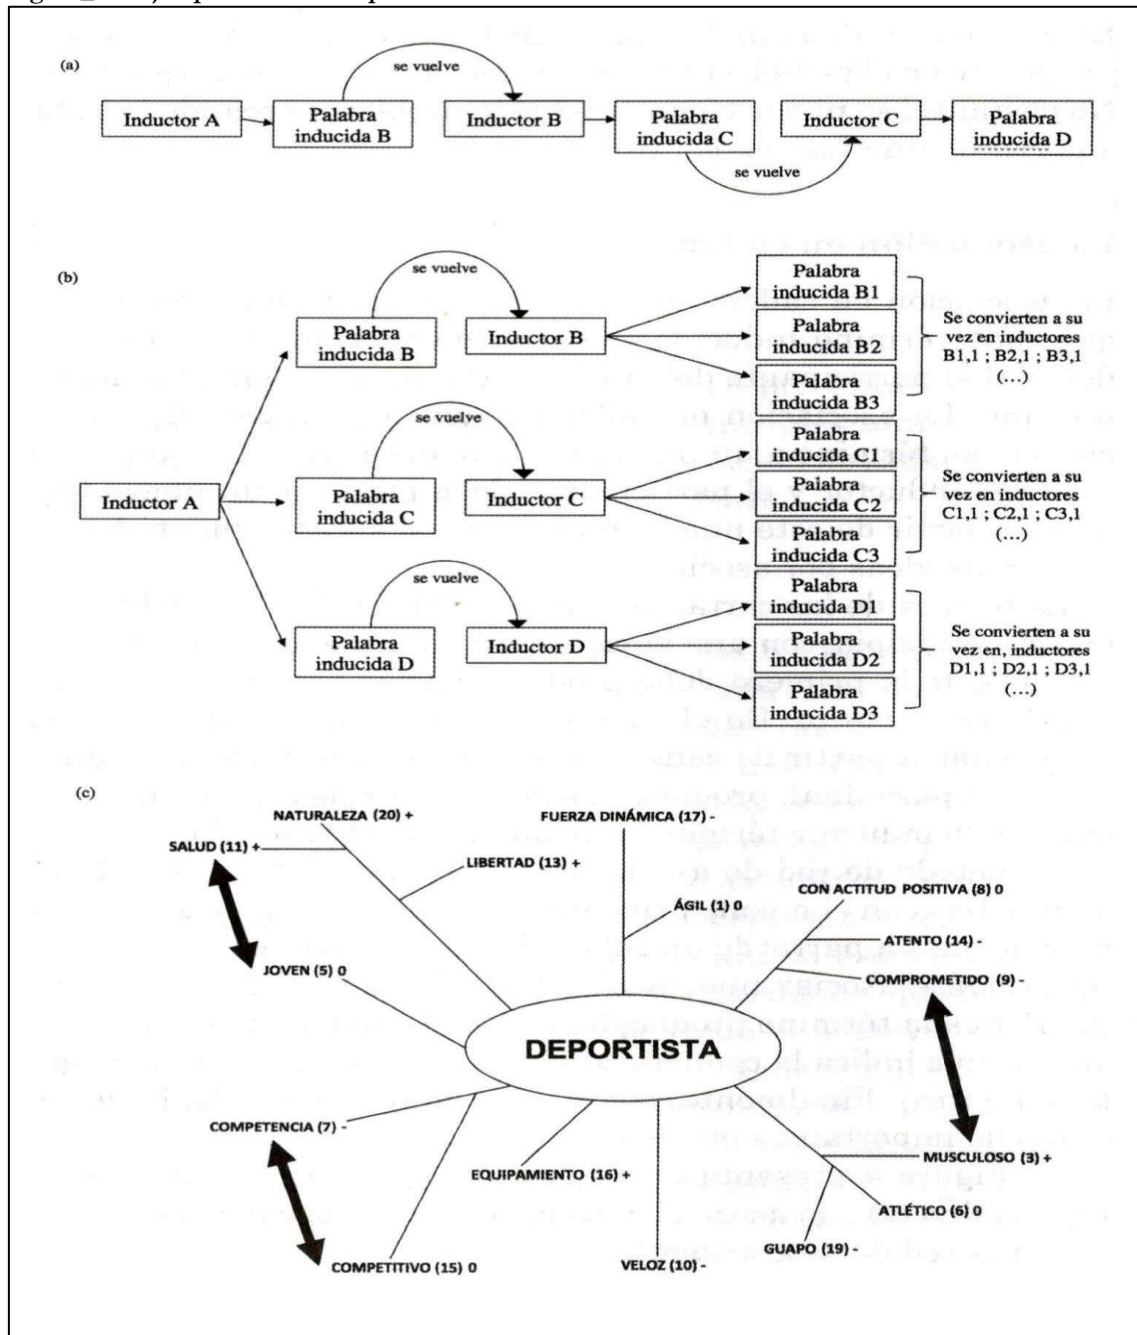 (a)
se vuelve
Inductor A
Palabra
inducida B
Inductor B
Palabra
inducida C
Inductor C
Palabra
inducida D
se vuelve
(b)
se vuelve
Palabra
inducida B
Inductor B
Palabra
inducida B1
Palabra
inducida B2
Palabra
inducida B3
Se convierten a su
vez en inductores
B1,1 ; B2,1 ; B3,1
(...)
Inductor A
se vuelve
Palabra
inducida C
Inductor C
Palabra
inducida C1
Palabra
inducida C2
Palabra
inducida C3
Se convierten a su
vez en inductores
C1,1 ; C2,1 ; C3,1
(...)
se vuelve
Palabra
inducida D
Inductor D
Palabra
inducida D1
Palabra
inducida D2
Palabra
inducida D3
Se convierten a su
vez en, inductores
D1,1 ; D2,1 ; D3,1
(...)
(c)
NATURALEZA (20) +
FUERZA DINÁMICA (17) -
SALUD (11) +
LIBERTAD (13) +
CON ACTITUD POSITIVA (8) 0
ÁGIL (1) 0
ATENTO (14) -
JOVEN (5) 0
COMPROMETIDO (9) -
DEPORTISTA
COMPETENCIA (7) -
MUSCULOSO (3) +
EQUIPAMIENTO (16) +
ATLÉTICO (6) 0
GUAPO (19) -
COMPETITIVO (15) 0
VELOZ (10) -